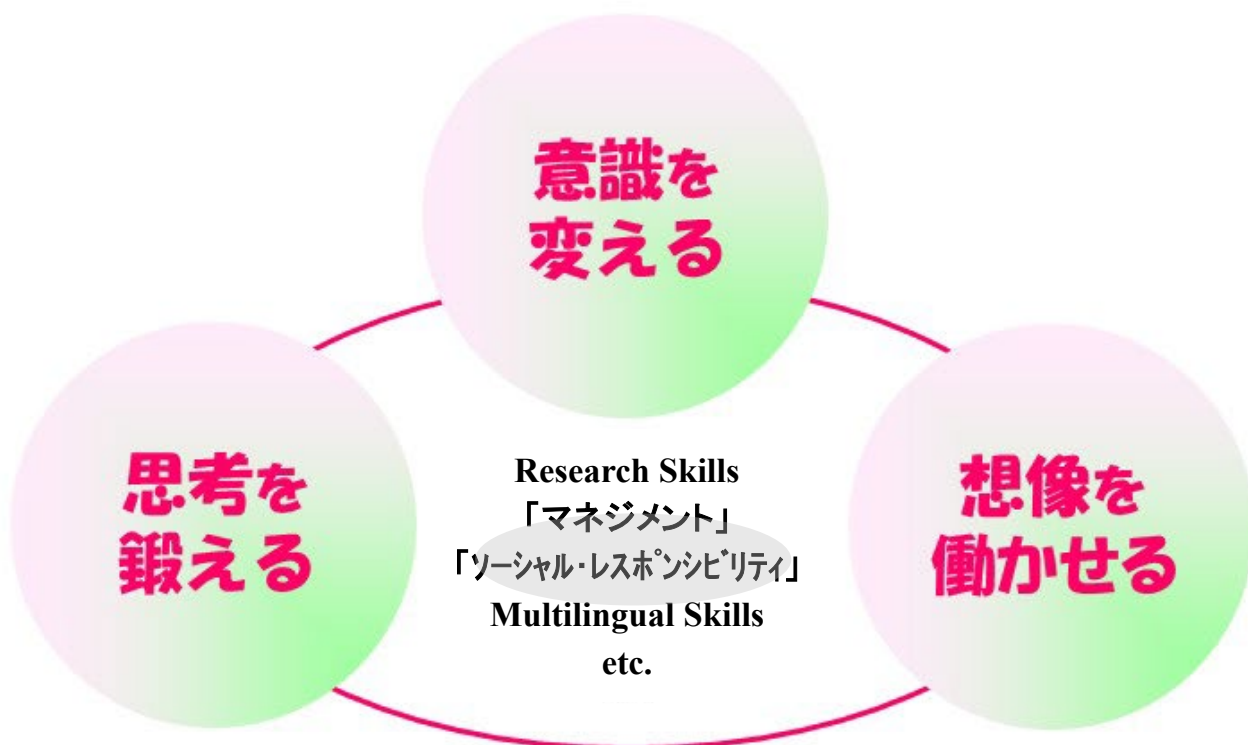 意識を
変える
思考を
鍛える
Research Skills
「マネジメント」
「ソーシャル・レスポンシビリティ」
Multilingual Skills
etc.
想像を
働かせる